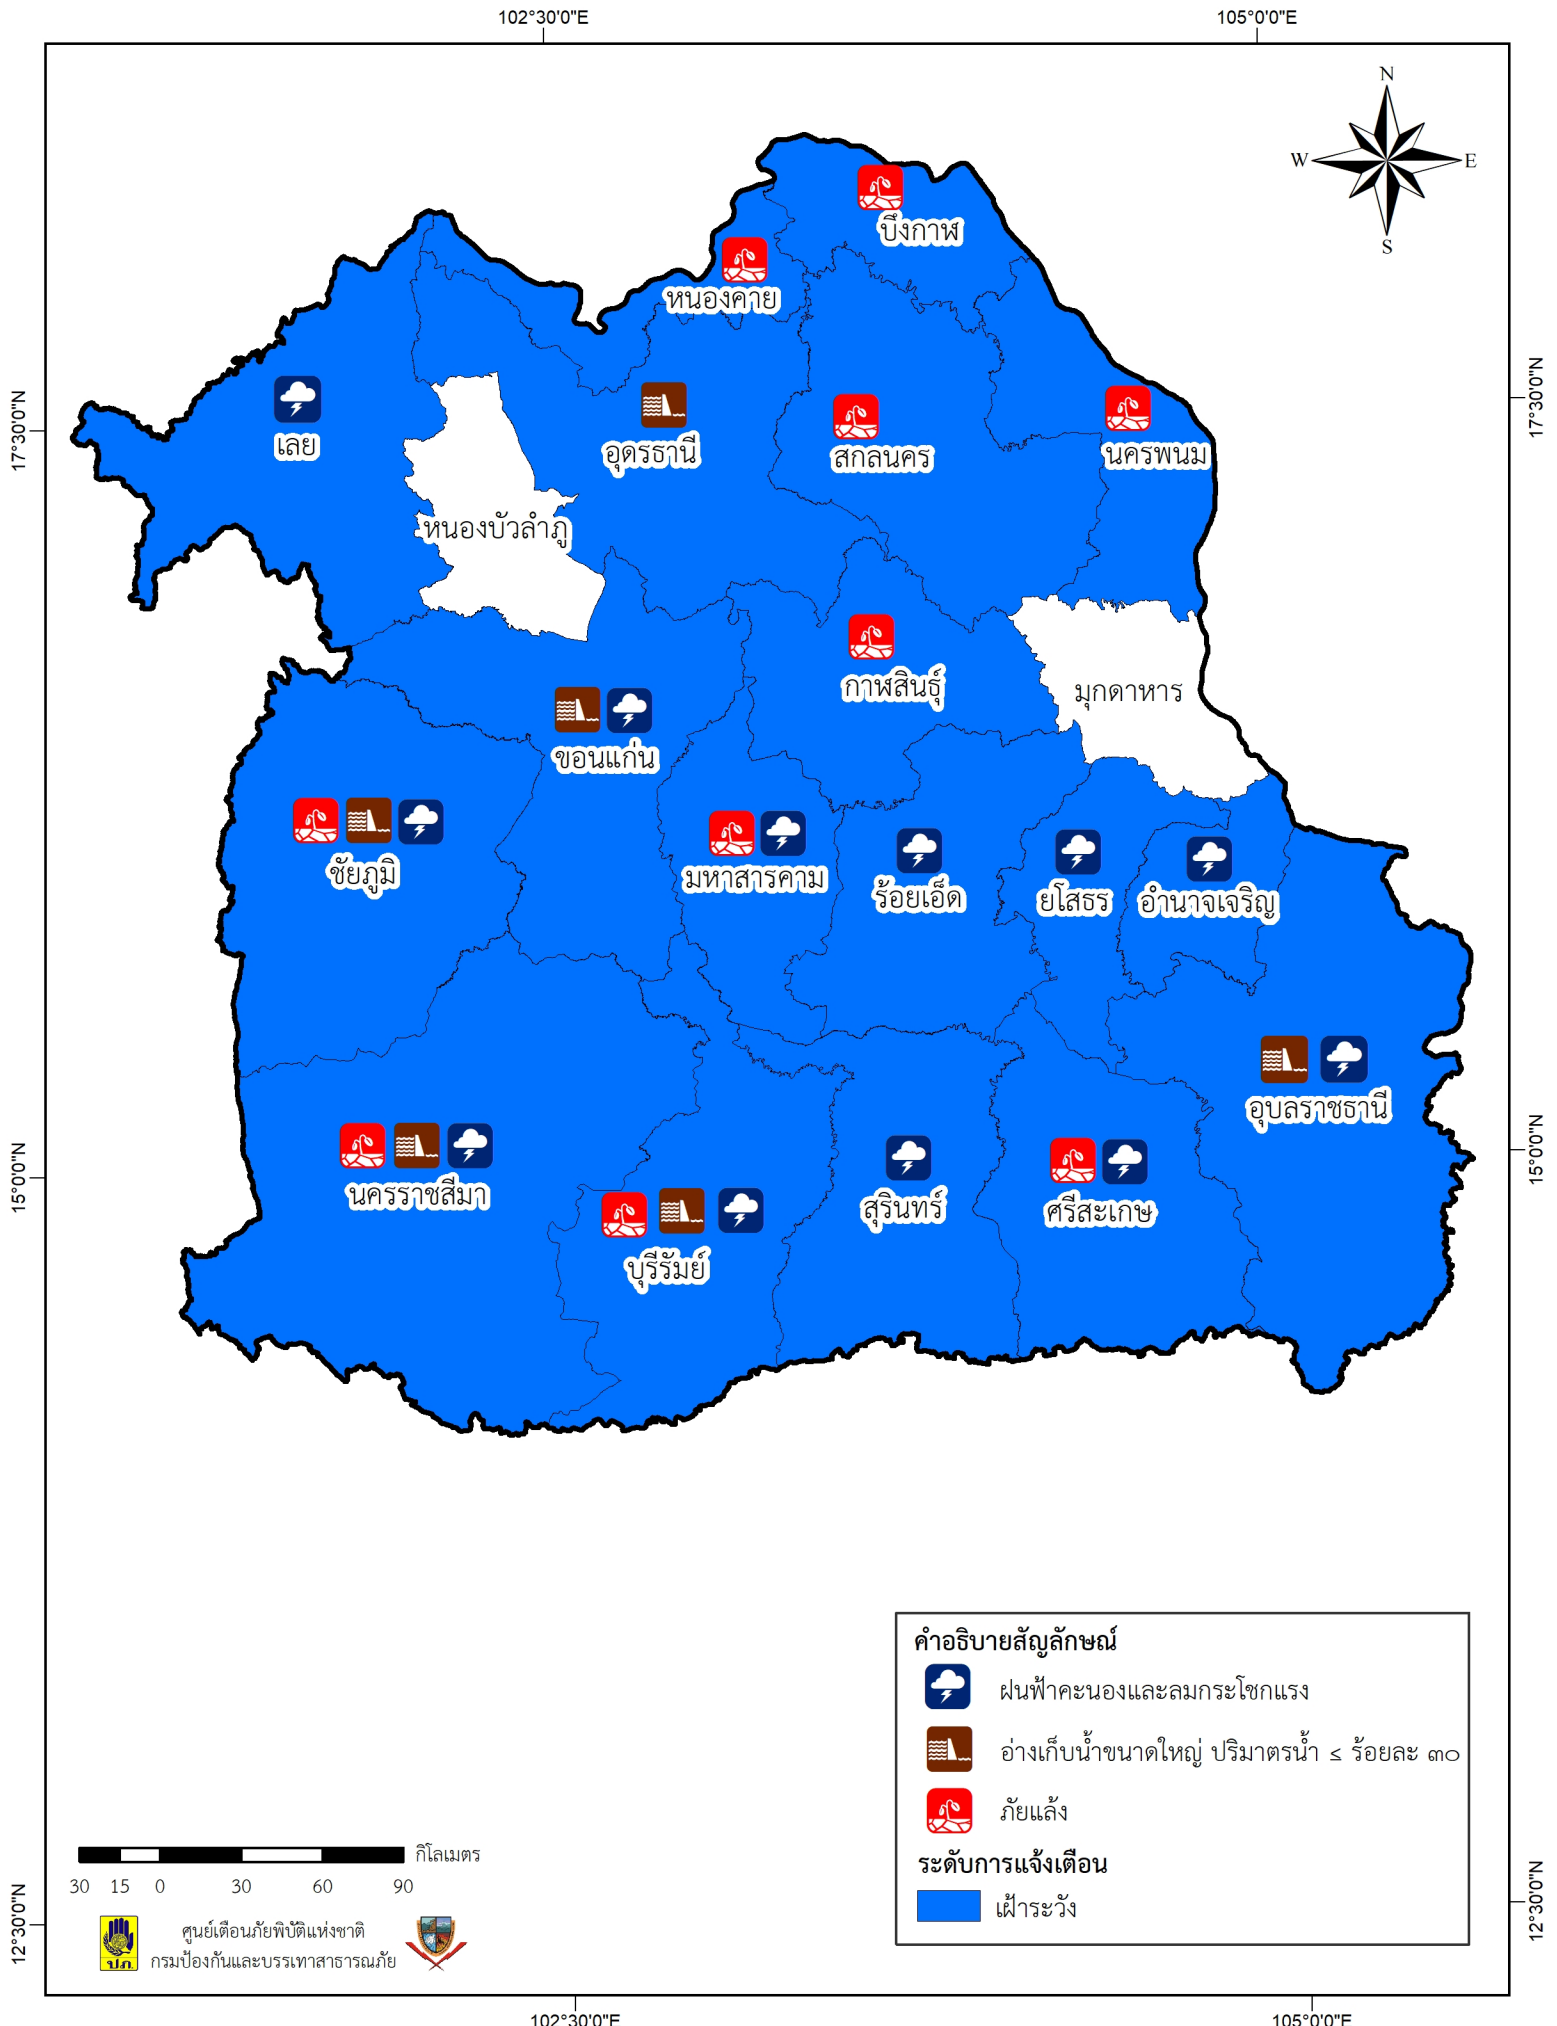 102°30'0"E 105°0'0"E
N
W E
S
บึงกาฬ
หนองคาย
17°30'0"N 17°30'0"N
เลย อุดรธานี สกลนคร นครพนม
หนองบัวลำภู
กาฬสินธุ์ มุกดาหาร
ขอนแก่น
ชัยภูมิ มหาสารคาม ร้อยเอ็ด ยโสธร อำนาจเจริญ
อุบลราชธานี
15°0'0"N 15°0'0"N
นครราชสีมา สุรินทร์ ศรีสะเกษ
บุรีรัมย์
คำอธิบายสัญลักษณ์
ฝนฟ้าคะนองและลมกระโชกแรง
อ่างเก็บน้ำขนาดใหญ่ ปริมาตรน้ำ ≤ ร้อยละ ๓๐
ภัยแล้ง
ระดับการแจ้งเตือน
เฝ้าระวัง
กิโลเมตร
30 15 0 30 60 90
ศูนย์เตือนภัยพิบัติแห่งชาติ
กรมป้องกันและบรรเทาสาธารณภัย
ปภ.
12°30'0"N 12°30'0"N
102°30'0"E 105°0'0"E